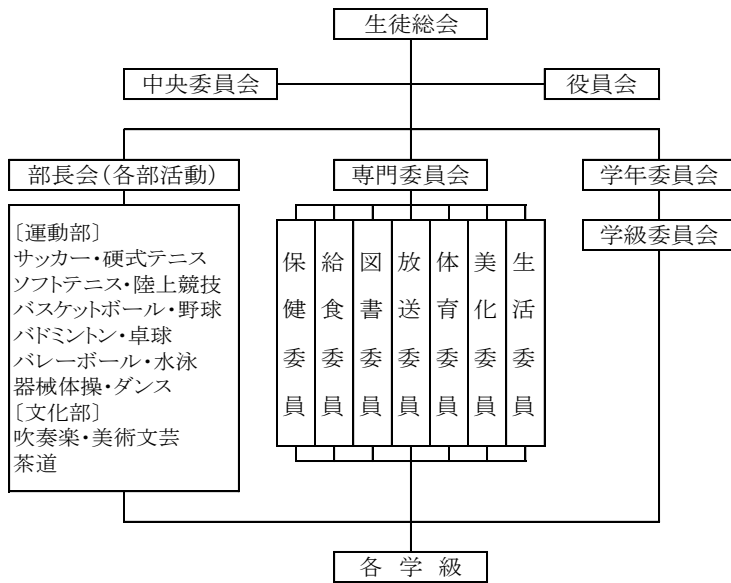 生徒総会
中央委員会
役員会
部長会(各部活動)
専門委員会
学年委員会
〔運動部〕
サッカー・硬式テニス
ソフトテニス・陸上競技
バスケットボール・野球
バドミントン・卓球
バレーボール・水泳
器械体操・ダンス
〔文化部〕
吹奏楽・美術文芸
茶道
保健委員
給食委員
図書委員
放送委員
体育委員
美化委員
生活委員
学級委員会
各学級